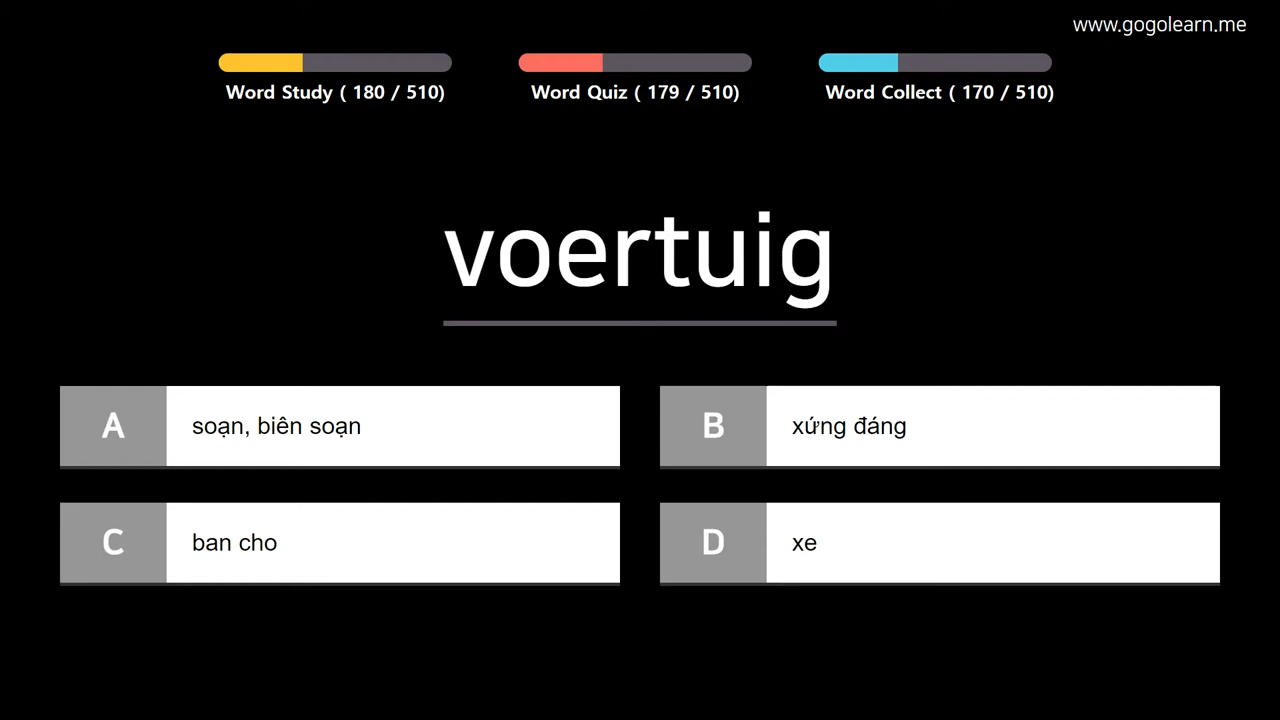 www.gogolearn.me
Word Study ( 180 / 510)
Word Quiz ( 179 / 510)
Word Collect ( 170 / 510)
voertuig
A soạn, biên soạn
B xứng đáng
C ban cho
D xe